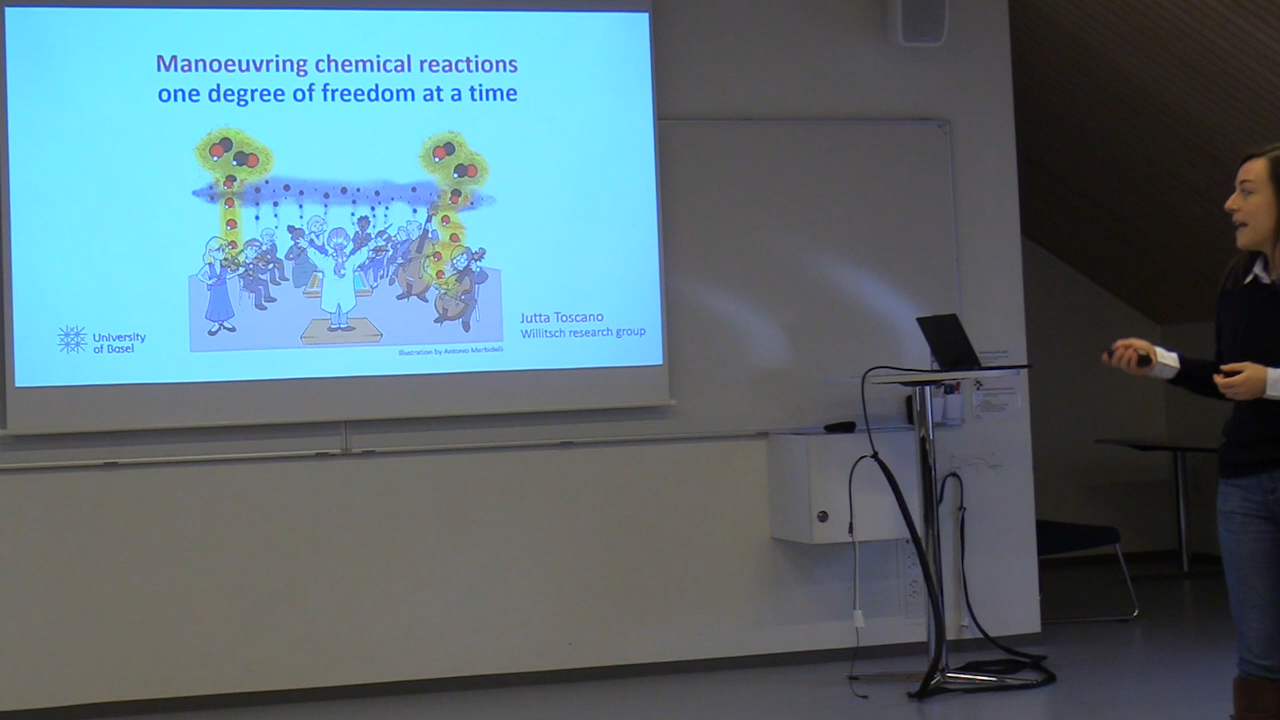 Manoeuvring chemical reactions
one degree of freedom at a time
Jutta Toscano
Willitsch research group
University
of Basel
Illustration by Antonio